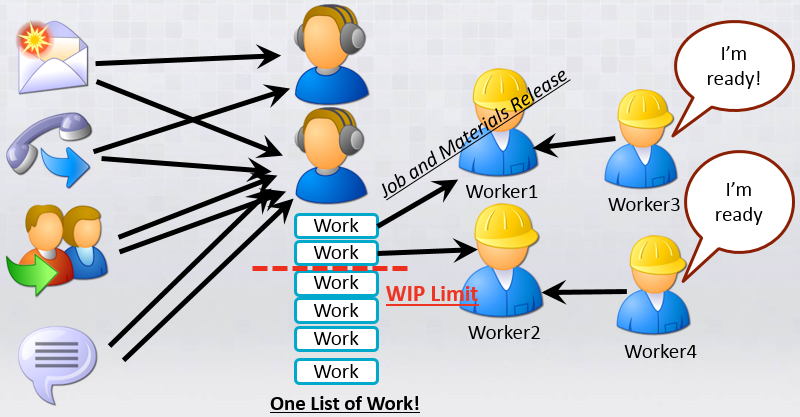 I'm
ready!
Job and Materials Release
Worker1
Worker3
I'm
ready
Work
Work
Work
WIP Limit
Work
Work
Work
Worker2
Worker4
One List of Work!